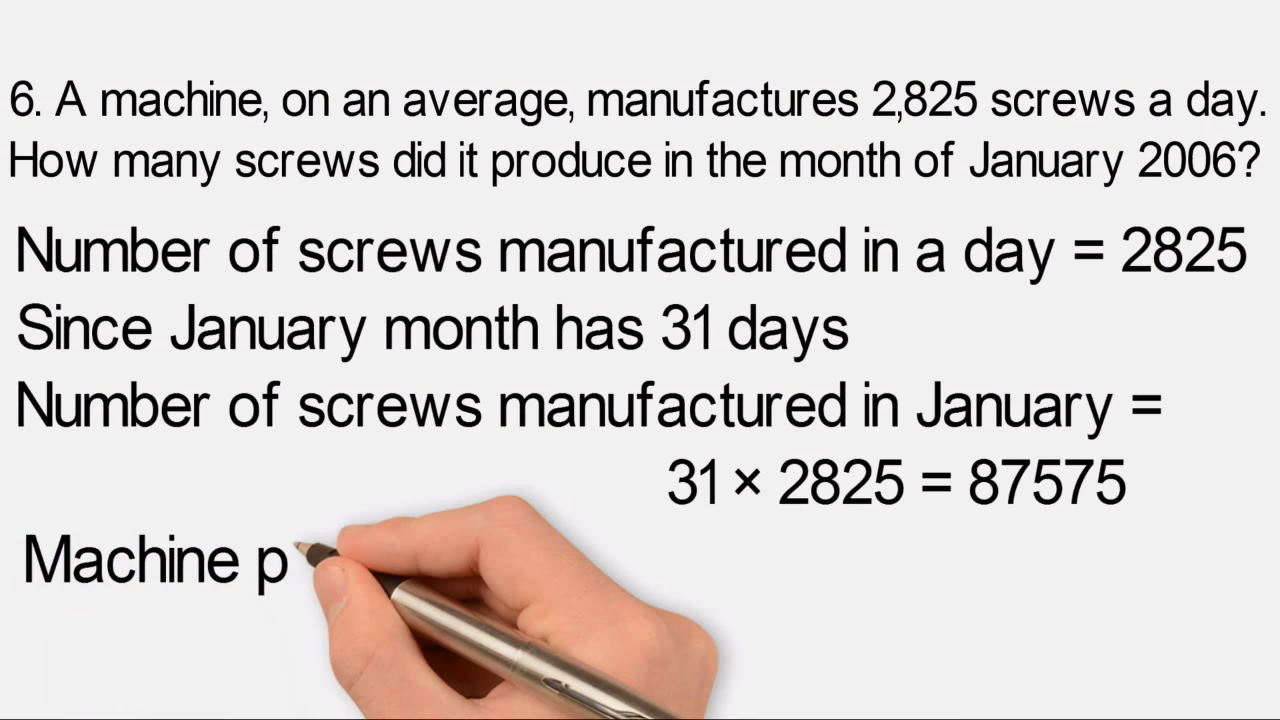 6. A machine, on an average, manufactures 2,825 screws a day.
How many screws did it produce in the month of January 2006?
Number of screws manufactured in a day = 2825
Since January month has 31 days
Number of screws manufactured in January =
31 × 2825 = 87575
Machine p